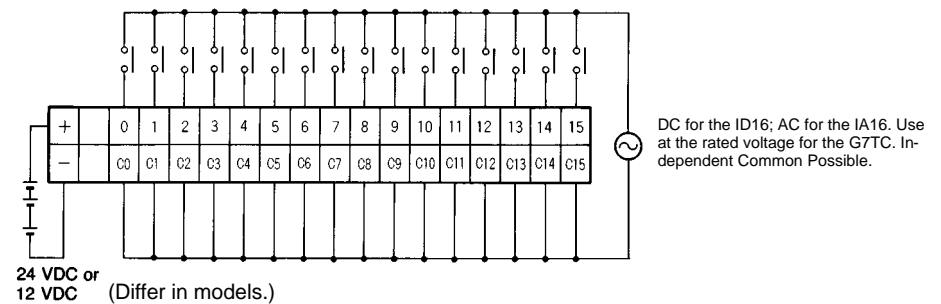 + 0 1 2 3 4 5 6 7 8 9 10 11 12 13 14 15
− C0 C1 C2 C3 C4 C5 C6 C7 C8 C9 C10 C11 C12 C13 C14 C15
DC for the ID16; AC for the IA16. Use
at the rated voltage for the G7TC. In-
dependent Common Possible.
24 VDC or
12 VDC (Differ in models.)